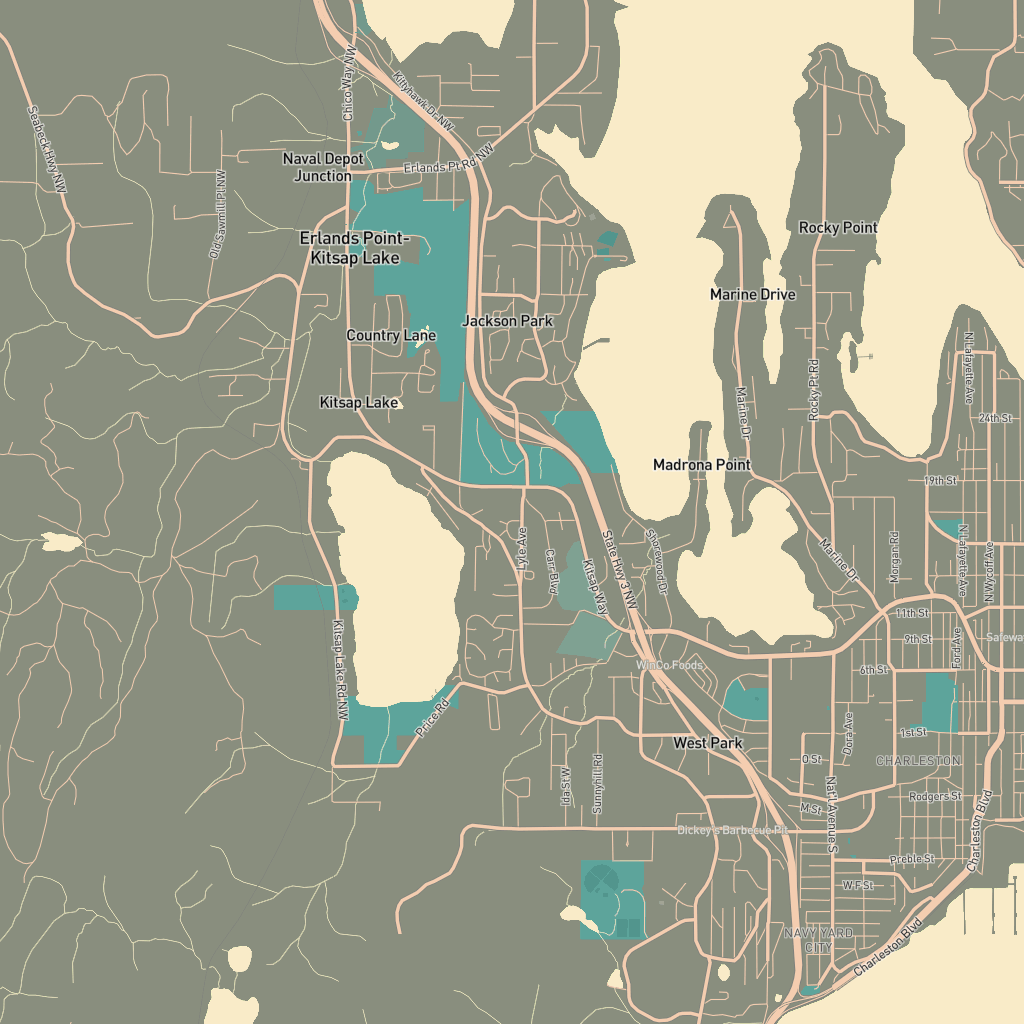 Chico Way NW
Kittyhawk Dr NW
Seabeck Hwy NW
Naval Depot
Junction
Erlands Pt Rd NW
Old Sawmill Pl NW
Erlands Point-
Kitsap Lake
Rocky Point
Marine Drive
Jackson Park
Country Lane
N Lafayette Ave
Rocky Pt Rd
Kitsap Lake
Marine Dr
24th St
Madrona Point
19th St
Lyle Ave
Carr Blvd
Kitsap Way
State Hwy 3 NW
Shorewood Dr
Marine Dr
Morgan Rd
N Lafayette Ave
N Wycoff Ave
11th St
9th St
Ford Ave
Safeway
Kitsap Lake Rd NW
WinCo Foods
6th St
Price Rd
West Park
Dora Ave
1st St
O St
CHARLESTON
Ida St W
Sunnyhill Rd
Nat'l Avenue S
M St
Rodgers St
Charleston Blvd
Dickey's Barbecue Pit
Preble St
W F St
NAVY YARD
CITY
Charleston Blvd